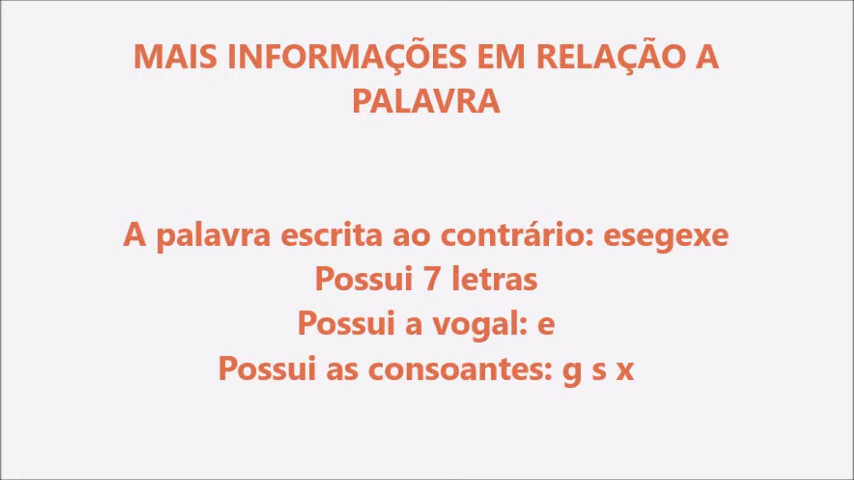 MAIS INFORMAÇÕES EM RELAÇÃO A
PALAVRA
A palavra escrita ao contrário: esegexe
Possui 7 letras
Possui a vogal: e
Possui as consoantes: g s x